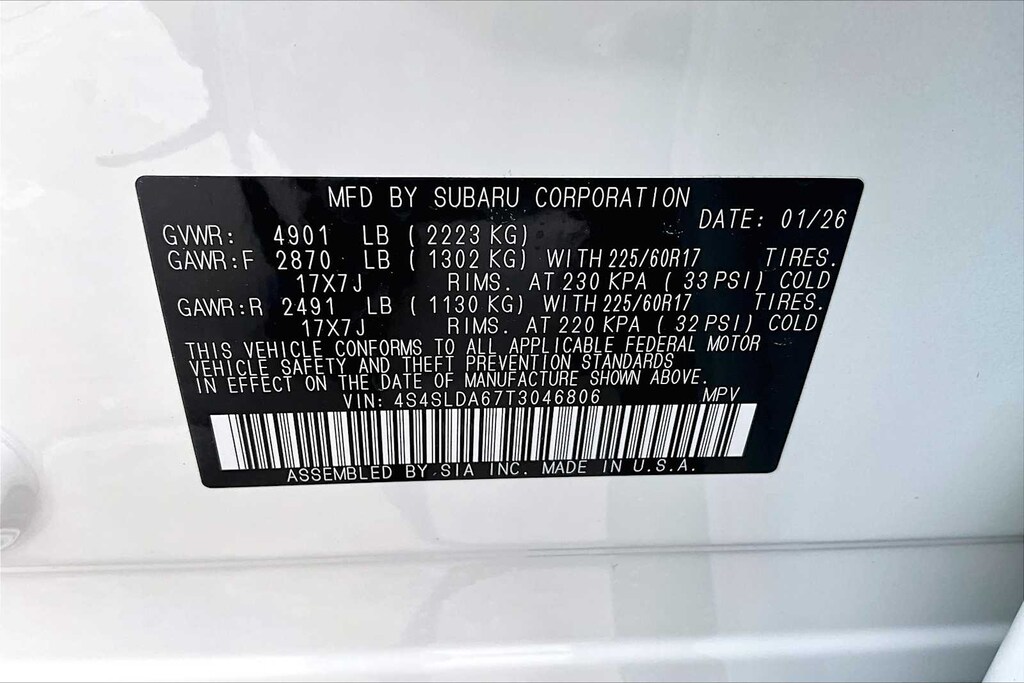 MFD BY SUBARU CORPORATION
DATE: 01/26
GVWR: 4901 LB ( 2223 KG)
GAWR:F 2870 LB ( 1302 KG) WITH 225/60R17 TIRES.
17X7J RIMS. AT 230 KPA ( 33 PSI) COLD
GAWR:R 2491 LB ( 1130 KG) WITH 225/60R17 TIRES.
17X7J RIMS. AT 220 KPA ( 32 PSI) COLD
THIS VEHICLE CONFORMS TO ALL APPLICABLE FEDERAL MOTOR
VEHICLE SAFETY AND THEFT PREVENTION STANDARDS
IN EFFECT ON THE DATE OF MANUFACTURE SHOWN ABOVE.
VIN: 4S4SLDA67T3046806 MPV
ASSEMBLED BY SIA INC. MADE IN U.S.A.